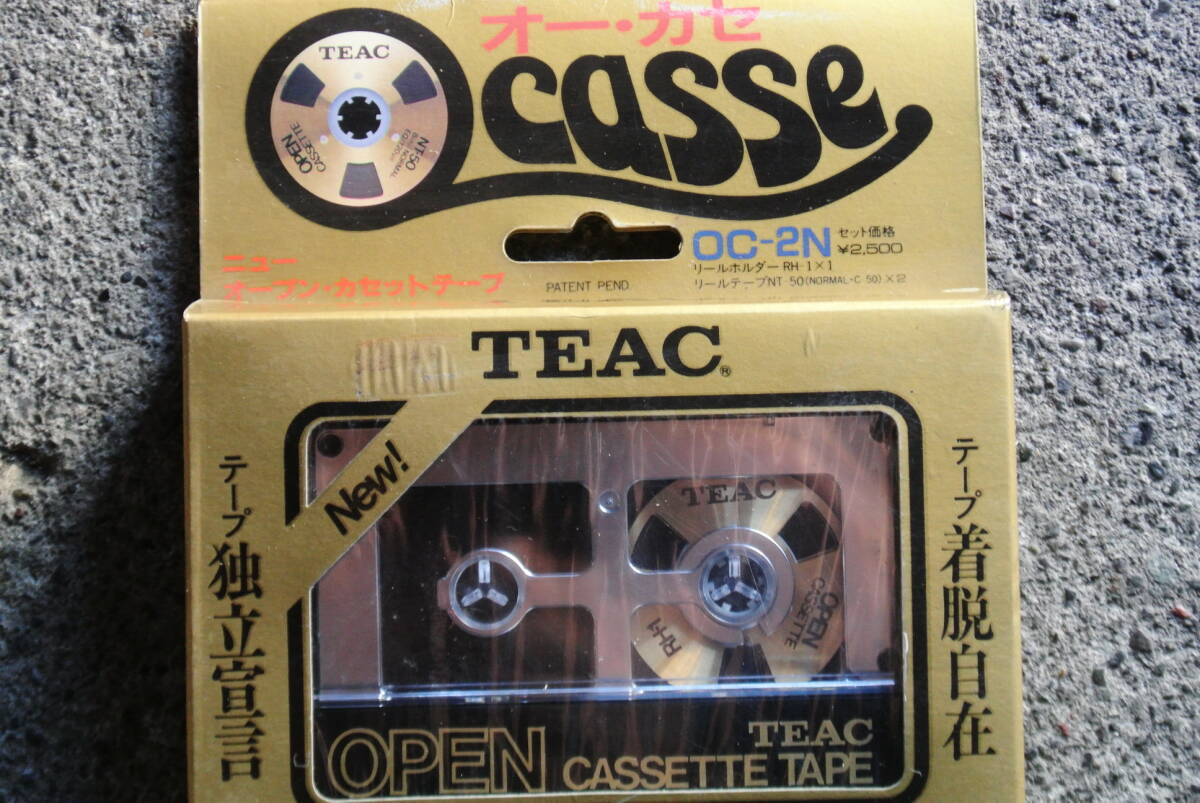 オー・カセ
Ocasse
TEAC
OPEN
CASSETTE
NT-50
NORMAL
OC-2N
セット価格
¥2,500
リールホルダー RH-1×1
リールテープNT-50(NORMAL-C-50)×2
PATENT PEND.
ニュー
オープン・カセットテープ
TEAC®
New!
テープ独立宣言
テープ着脱自在
TEAC
RH-1
OPEN
CASSETTE
TEAC
OPEN CASSETTE TAPE